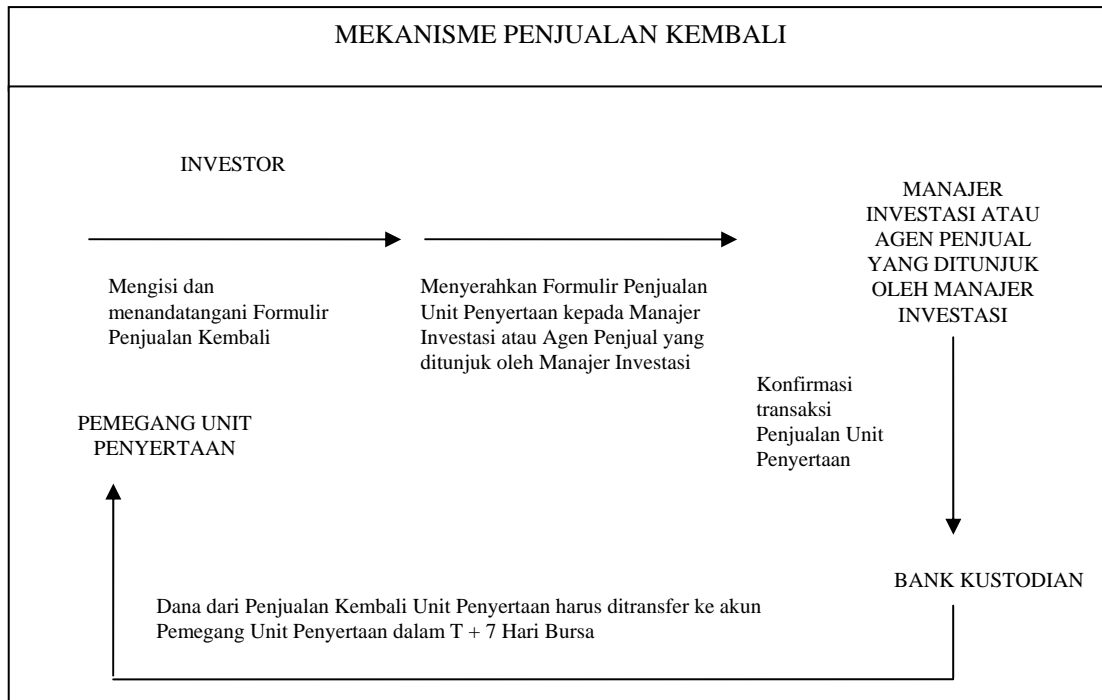 MEKANISME PENJUALAN KEMBALI
INVESTOR
Mengisi dan
menandatangani Formulir
Penjualan Kembali
Menyerahkan Formulir Penjualan
Unit Penyertaan kepada Manajer
Investasi atau Agen Penjual yang
ditunjuk oleh Manajer Investasi
MANAJER
INVESTASI ATAU
AGEN PENJUAL
YANG DITUNJUK
OLEH MANAJER
INVESTASI
Konfirmasi
transaksi
Penjualan Unit
Penyertaan
BANK KUSTODIAN
Dana dari Penjualan Kembali Unit Penyertaan harus ditransfer ke akun
Pemegang Unit Penyertaan dalam T + 7 Hari Bursa
PEMEGANG UNIT
PENYERTAAN